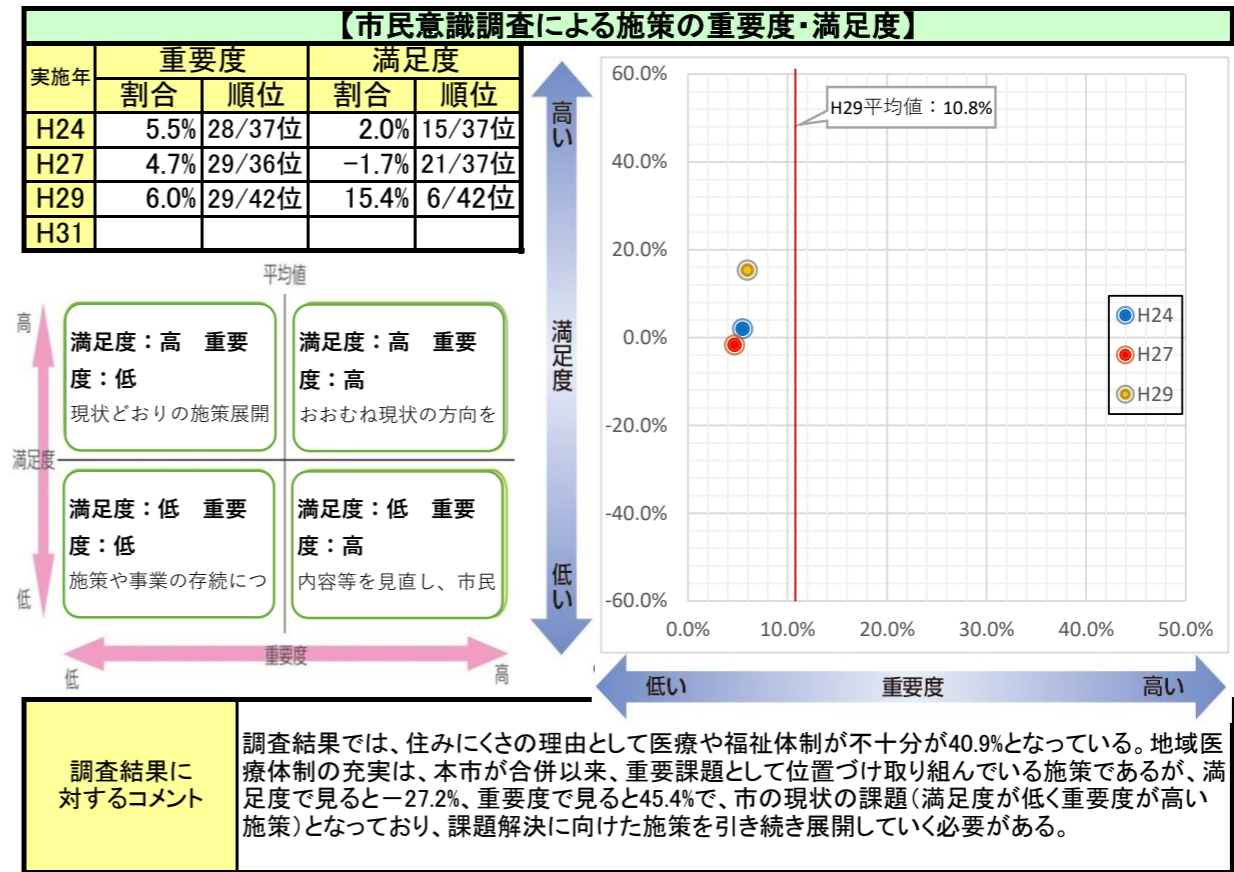 【市民意識調査による施策の重要度・満足度】
実施年 重要度 満足度
割合 順位 割合 順位
H24 5.5% 28/37位 2.0% 15/37位
H27 4.7% 29/36位 −1.7% 21/37位
H29 6.0% 29/42位 15.4% 6/42位
H31
平均値
高
満足度：高　重要
度：低
現状どおりの施策展開
満足度：高　重要
度：高
おおむね現状の方向を
満足度
満足度：低　重要
度：低
施策や事業の存続につ
満足度：低　重要
度：高
内容等を見直し、市民
低
重要度
低
高
高い
満足度
低い
60.0%
40.0%
20.0%
0.0%
-20.0%
-40.0%
-60.0%
H29平均値：10.8%
H24
H27
H29
0.0% 10.0% 20.0% 30.0% 40.0% 50.0%
低い 重要度 高い
調査結果に
対するコメント
調査結果では、住みにくさの理由として医療や福祉体制が不十分が40.9%となっている。地域医
療体制の充実は、本市が合併以来、重要課題として位置づけ取り組んでいる施策であるが、満
足度で見ると－27.2%、重要度で見ると45.4%で、市の現状の課題（満足度が低く重要度が高い
施策）となっており、課題解決に向けた施策を引き続き展開していく必要がある。